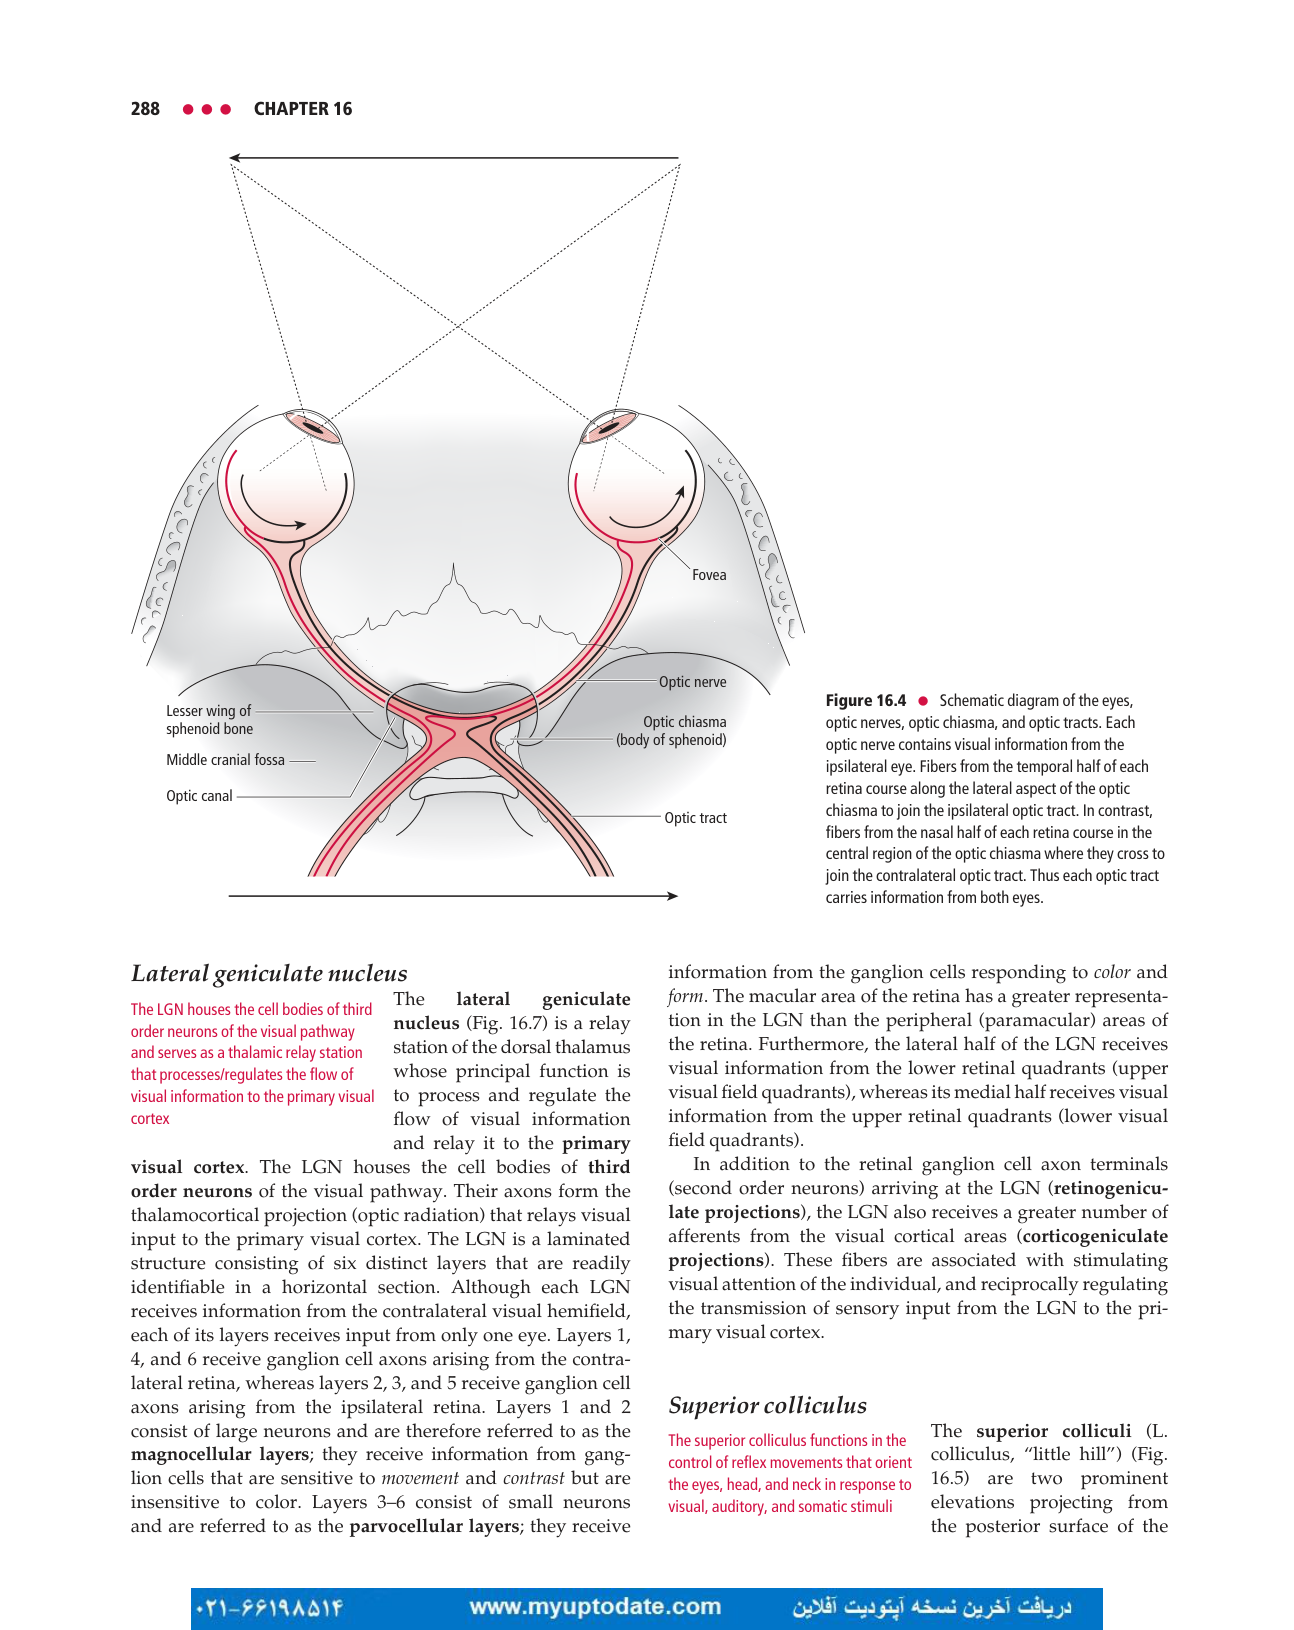 288 ● ● ● CHAPTER 16
Fovea
Optic nerve
Lesser wing of
sphenoid bone
Optic chiasma
(body of sphenoid)
Middle cranial fossa
Optic canal
Optic tract
Figure 16.4 ● Schematic diagram of the eyes,
optic nerves, optic chiasma, and optic tracts. Each
optic nerve contains visual information from the
ipsilateral eye. Fibers from the temporal half of each
retina course along the lateral aspect of the optic
chiasma to join the ipsilateral optic tract. In contrast,
fibers from the nasal half of each retina course in the
central region of the optic chiasma where they cross to
join the contralateral optic tract. Thus each optic tract
carries information from both eyes.
Lateral geniculate nucleus
The LGN houses the cell bodies of third
order neurons of the visual pathway
and serves as a thalamic relay station
that processes/regulates the flow of
visual information to the primary visual
cortex
The lateral geniculate
nucleus (Fig. 16.7) is a relay
station of the dorsal thalamus
whose principal function is
to process and regulate the
flow of visual information
and relay it to the primary
visual cortex. The LGN houses the cell bodies of third
order neurons of the visual pathway. Their axons form the
thalamocortical projection (optic radiation) that relays visual
input to the primary visual cortex. The LGN is a laminated
structure consisting of six distinct layers that are readily
identifiable in a horizontal section. Although each LGN
receives information from the contralateral visual hemifield,
each of its layers receives input from only one eye. Layers 1,
4, and 6 receive ganglion cell axons arising from the contra-
lateral retina, whereas layers 2, 3, and 5 receive ganglion cell
axons arising from the ipsilateral retina. Layers 1 and 2
consist of large neurons and are therefore referred to as the
magnocellular layers; they receive information from gang-
lion cells that are sensitive to movement and contrast but are
insensitive to color. Layers 3–6 consist of small neurons
and are referred to as the parvocellular layers; they receive
information from the ganglion cells responding to color and
form. The macular area of the retina has a greater representa-
tion in the LGN than the peripheral (paramacular) areas of
the retina. Furthermore, the lateral half of the LGN receives
visual information from the lower retinal quadrants (upper
visual field quadrants), whereas its medial half receives visual
information from the upper retinal quadrants (lower visual
field quadrants).
In addition to the retinal ganglion cell axon terminals
(second order neurons) arriving at the LGN (retinogenicu-
late projections), the LGN also receives a greater number of
afferents from the visual cortical areas (corticogeniculate
projections). These fibers are associated with stimulating
visual attention of the individual, and reciprocally regulating
the transmission of sensory input from the LGN to the pri-
mary visual cortex.
Superior colliculus
The superior colliculus functions in the
control of reflex movements that orient
the eyes, head, and neck in response to
visual, auditory, and somatic stimuli
The superior colliculi (L.
colliculus, “little hill”) (Fig.
16.5) are two prominent
elevations projecting from
the posterior surface of the
۰۲۱-۶۶۱۹۸۵۱۴ www.myuptodate.com دریافت آخرین نسخه آپتودیت آفلاین